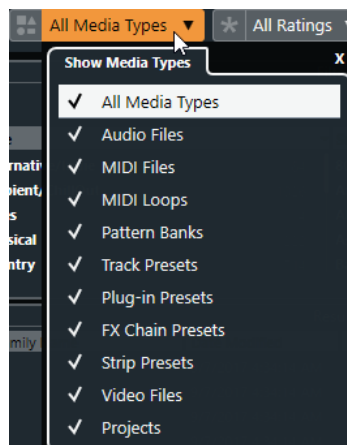 All Media Types ▼ All Ratings
Show Media Types X
✓ All Media Types
✓ Audio Files
✓ MIDI Files
✓ MIDI Loops
✓ Pattern Banks
✓ Track Presets
✓ Plug-in Presets
✓ FX Chain Presets
✓ Strip Presets
✓ Video Files
✓ Projects